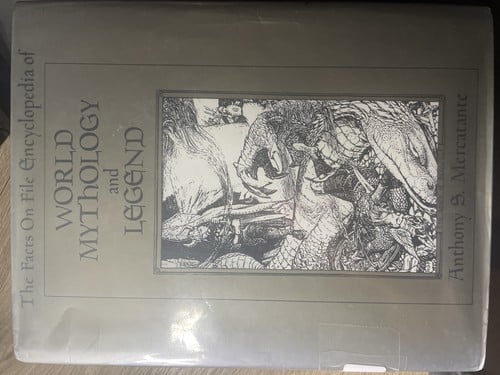 The Facts On File Encyclopedia of
WORLD
MYTHOLOGY
and
LEGEND
Anthony S. Mercatante